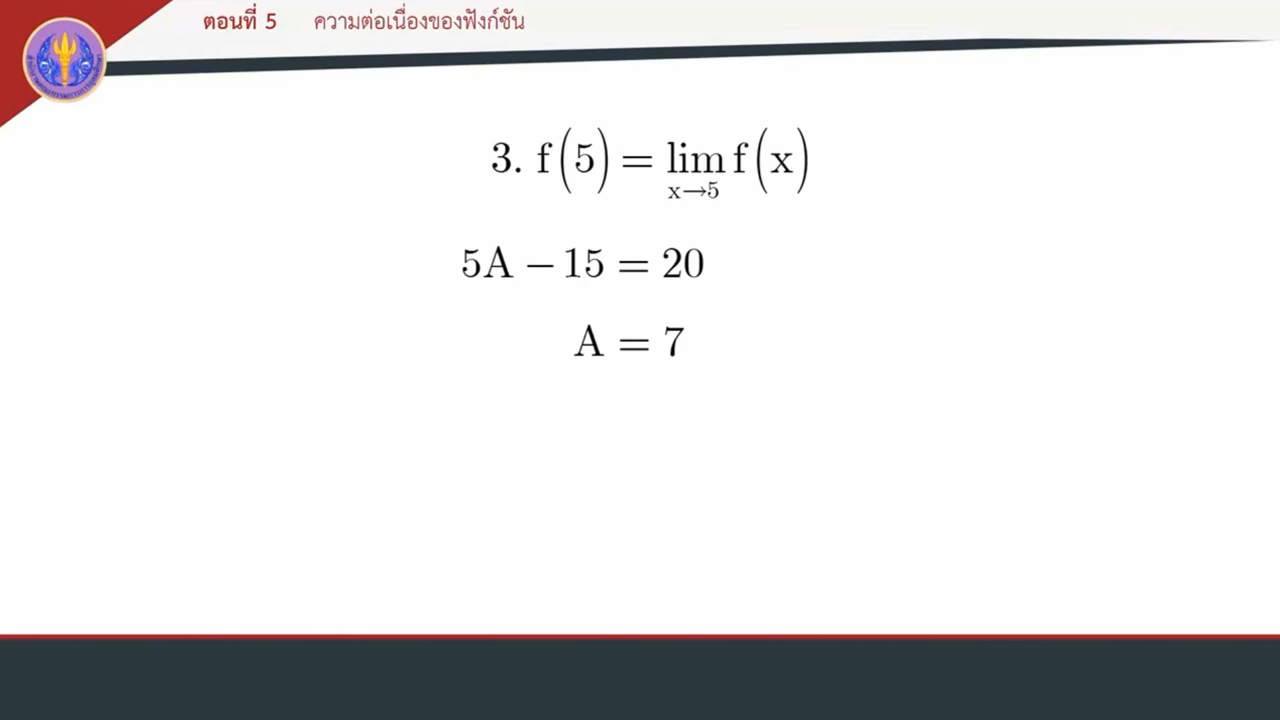 ตอนที่ 5 ความต่อเนื่องของฟังก์ชัน
3. f(5) = lim f(x)
x→5
5A − 15 = 20
A = 7